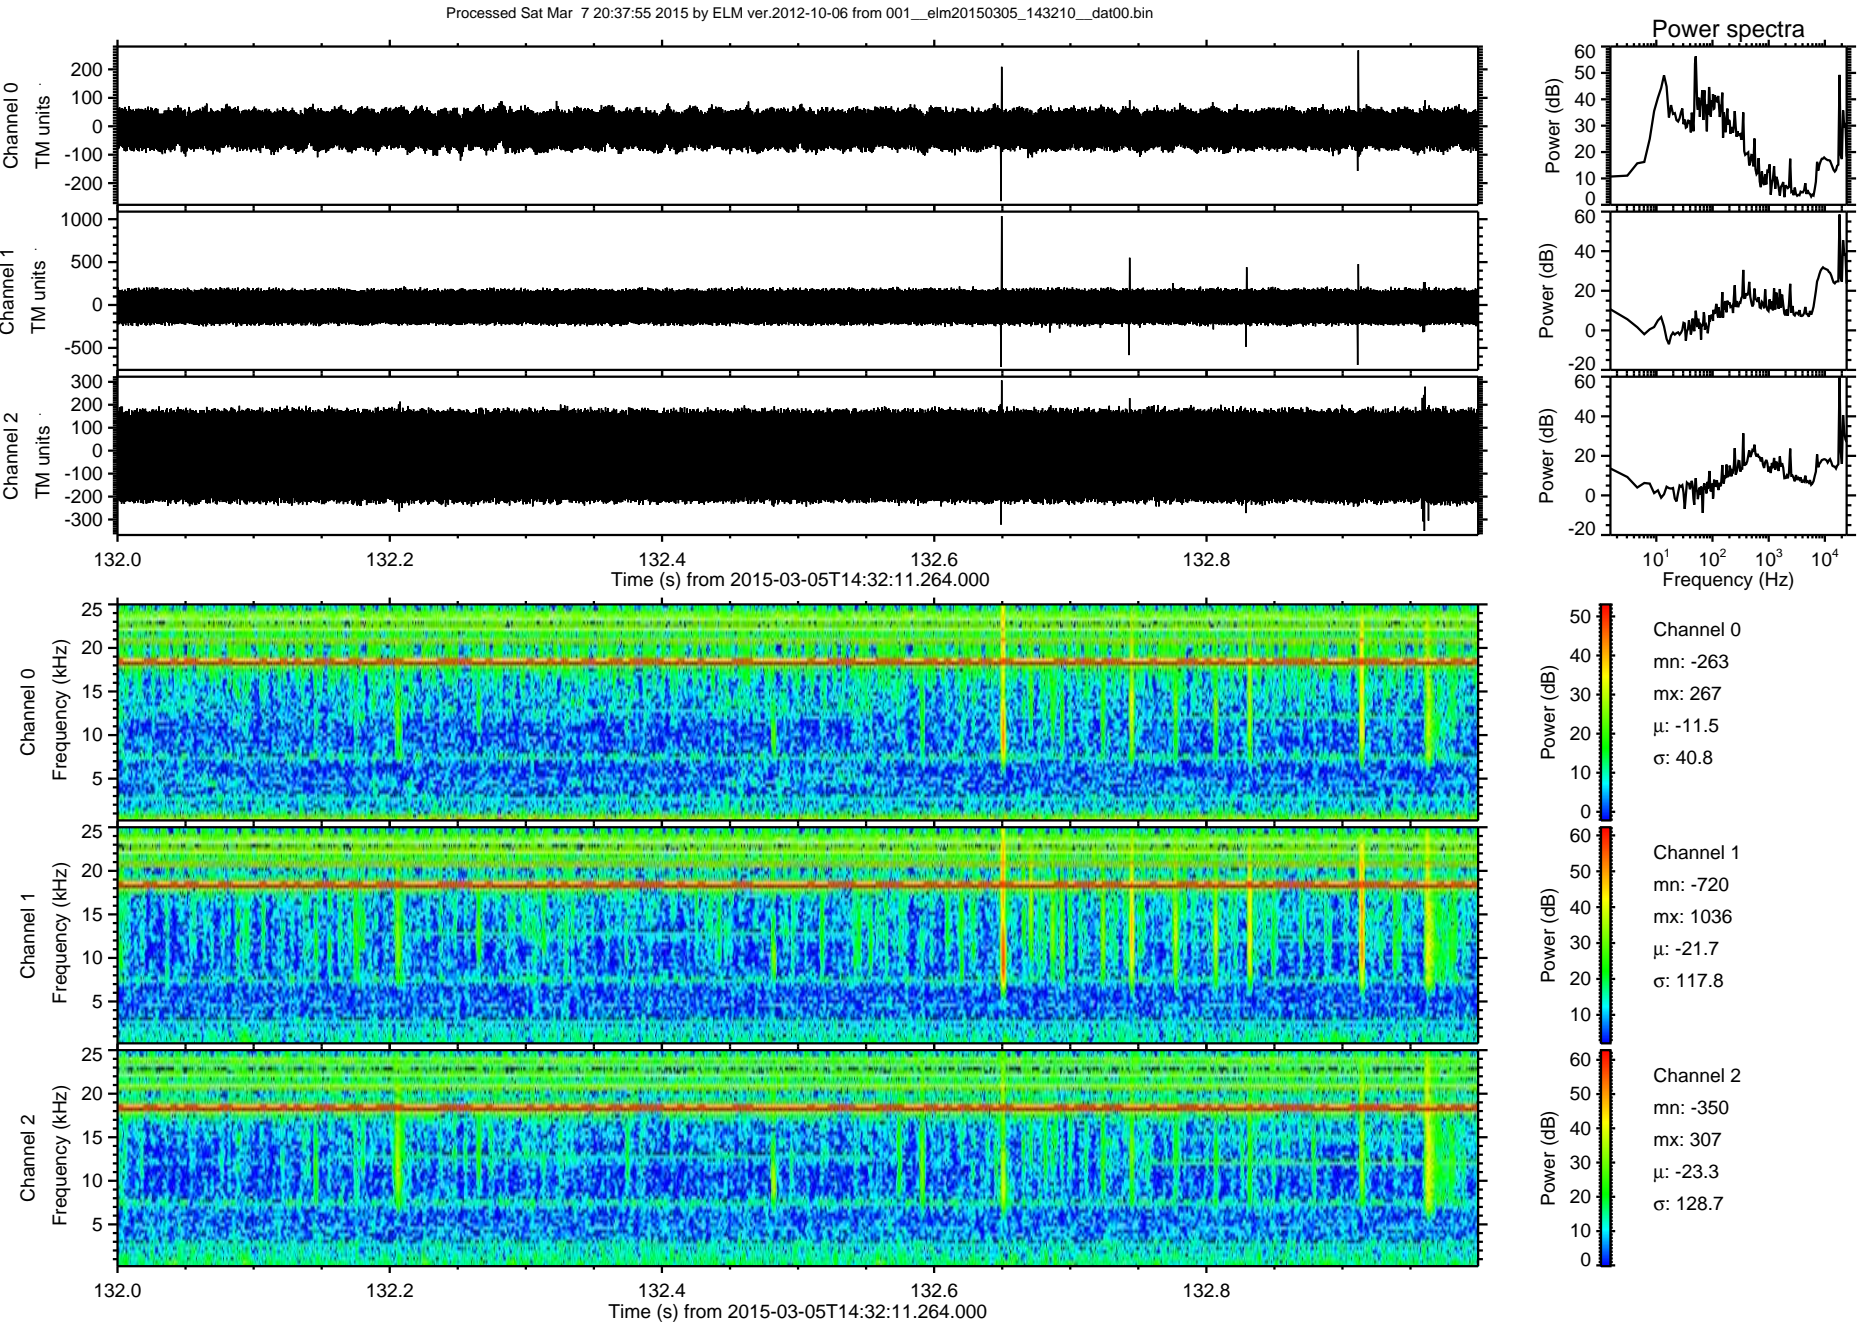 Processed Sat Mar 7 20:37:55 2015 by ELM ver.2012-10-06 from 001__elm20150305_143210__dat00.bin
Power spectra
Channel 0
TM units
200
100
0
-100
-200
Power (dB)
60
50
40
30
20
10
0
Channel 1
TM units
1000
500
0
-500
Power (dB)
60
40
20
0
-20
Channel 2
TM units
300
200
100
0
-100
-200
-300
Power (dB)
60
40
20
0
-20
132.0 132.2 132.4 132.6 132.8
Time (s) from 2015-03-05T14:32:11.264.000
10^1 10^2 10^3 10^4
Frequency (Hz)
Channel 0
Frequency (kHz)
25
20
15
10
5
Power (dB)
50
40
30
20
10
0
Channel 0
mn: -263
mx: 267
μ: -11.5
σ: 40.8
Channel 1
Frequency (kHz)
25
20
15
10
5
Power (dB)
60
50
40
30
20
10
Channel 1
mn: -720
mx: 1036
μ: -21.7
σ: 117.8
Channel 2
Frequency (kHz)
25
20
15
10
5
Power (dB)
60
50
40
30
20
10
0
Channel 2
mn: -350
mx: 307
μ: -23.3
σ: 128.7
132.0 132.2 132.4 132.6 132.8
Time (s) from 2015-03-05T14:32:11.264.000